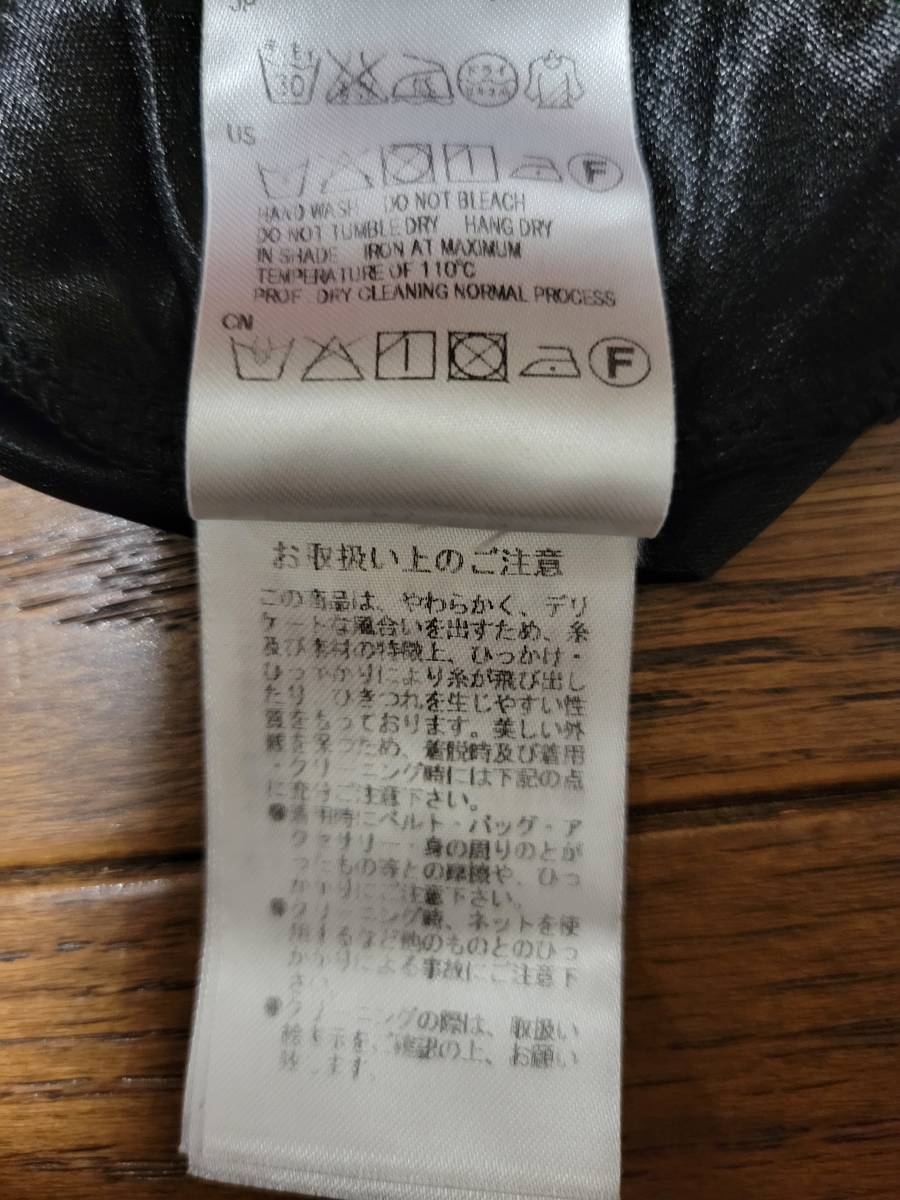 JP
30
ドライ
US
F
HAND WASH DO NOT BLEACH
DO NOT TUMBLE DRY HANG DRY
IN SHADE IRON AT MAXIMUM
TEMPERATURE OF 110°C
PROF. DRY CLEANING NORMAL PROCESS
CN
F
お取扱い上のご注意
この商品は、やわらかく、デリ
ケートな風合いを出すため、糸
及び素材の特徴上、ひっかけ・
ひっかかりにより糸が飛び出し
たり ひきつれを生じやすい性
質をもっております。美しい外
観を保つため、着脱時及び着用
・クリーニング時には下記の点
に充分ご注意下さい。
●着用時にベルト・バッグ・ア
クセサリー・身の周りのとが
ったもの等との摩擦や、ひっ
かかりにご注意下さい。
●クリーニング時、ネットを使
用するなど他のものとのひっ
かかりによる事故にご注意下
さい。
●クリーニングの際は、取扱い
絵表示をご確認の上、お願い
致します。